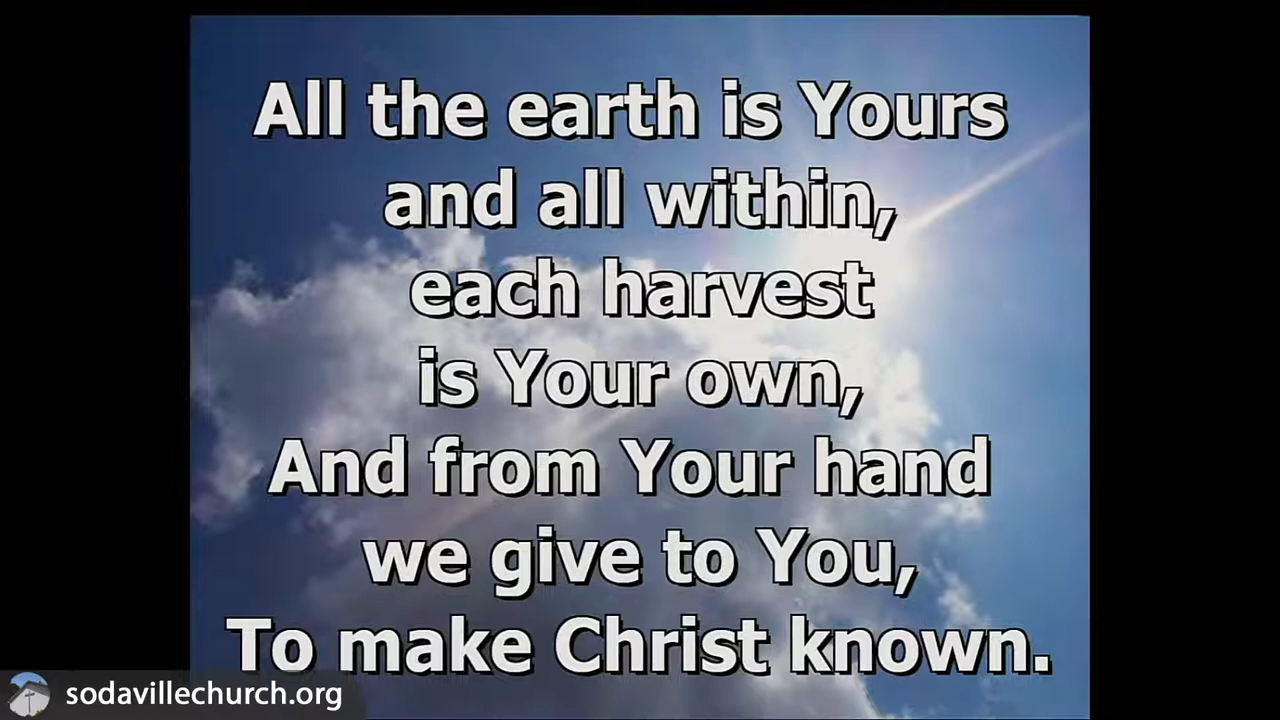 All the earth is Yours
and all within,
each harvest
is Your own,
And from Your hand
we give to You,
To make Christ known.
sodavillechurch.org